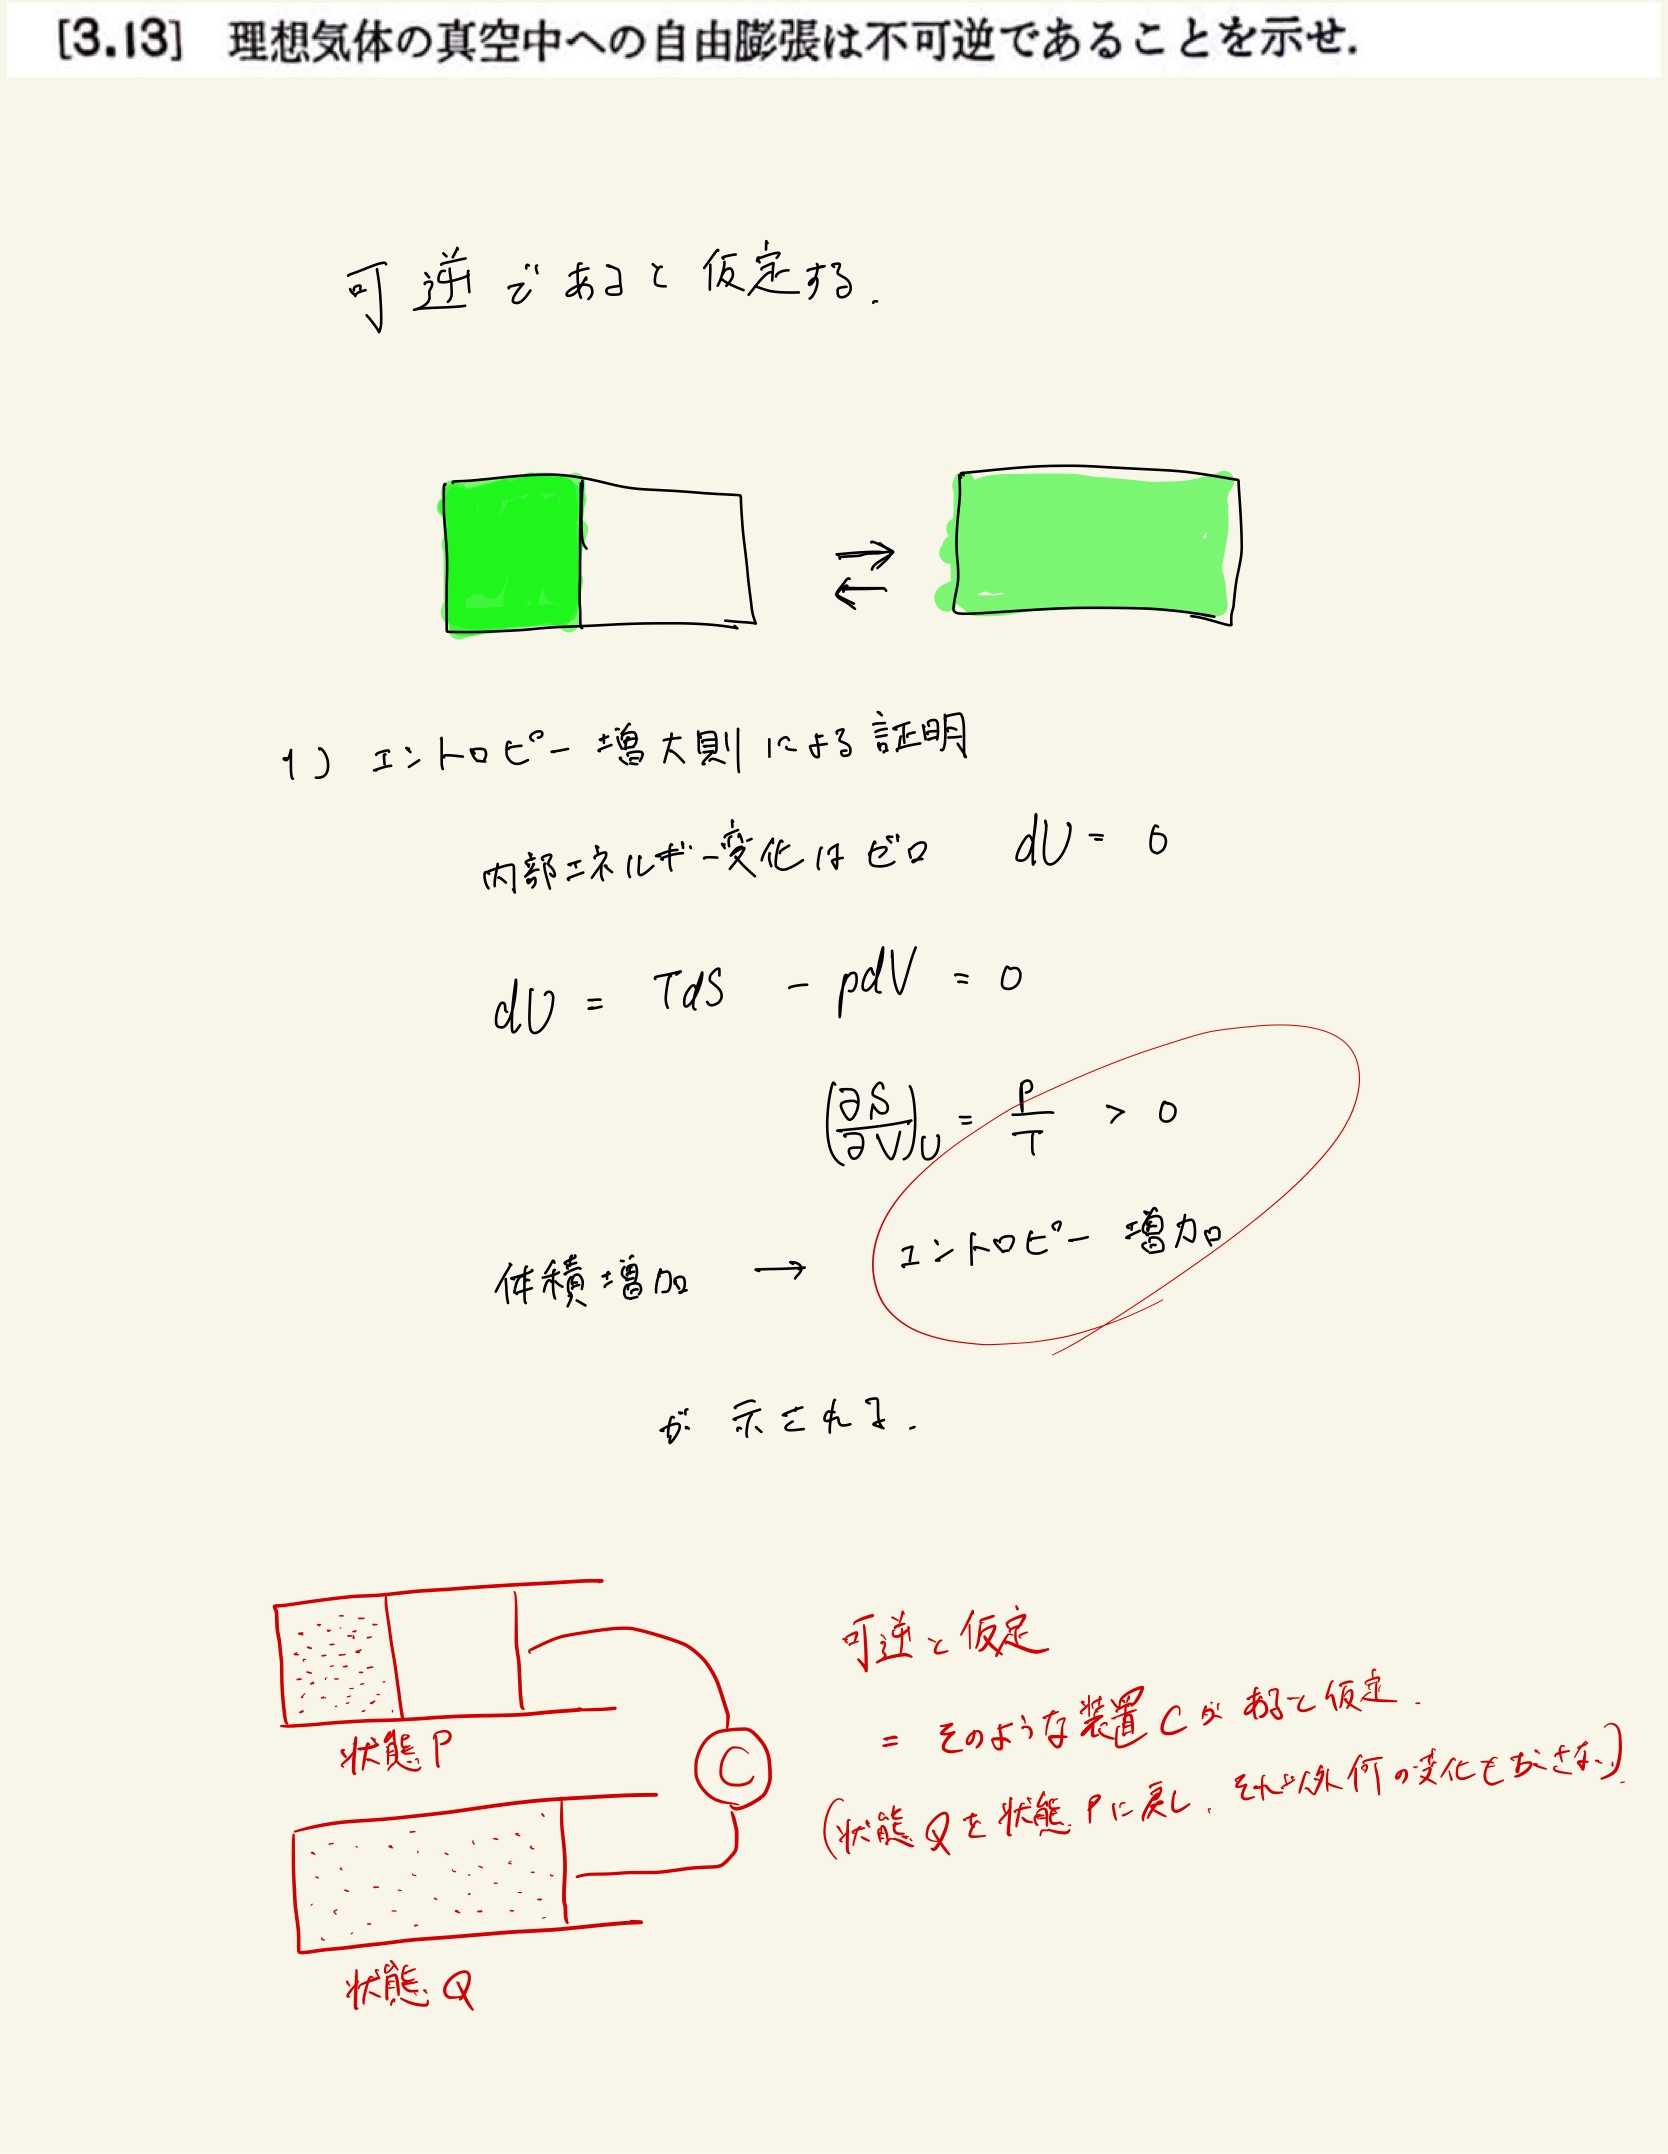 [3.13] 理想気体の真空中への自由膨張は不可逆であることを示せ.
可逆であると仮定する.
1) エントロピー増大則による証明
内部エネルギー変化はゼロ dU = 0
dU = TdS - pdV = 0
(∂S/∂V)_U = P/T > 0
体積増加 → エントロピー増加
が示される.
状態P
C
状態Q
可逆と仮定
= そのような装置Cがあると仮定.
(状態Qを状態Pに戻し、それ以外何の変化もおこさない)